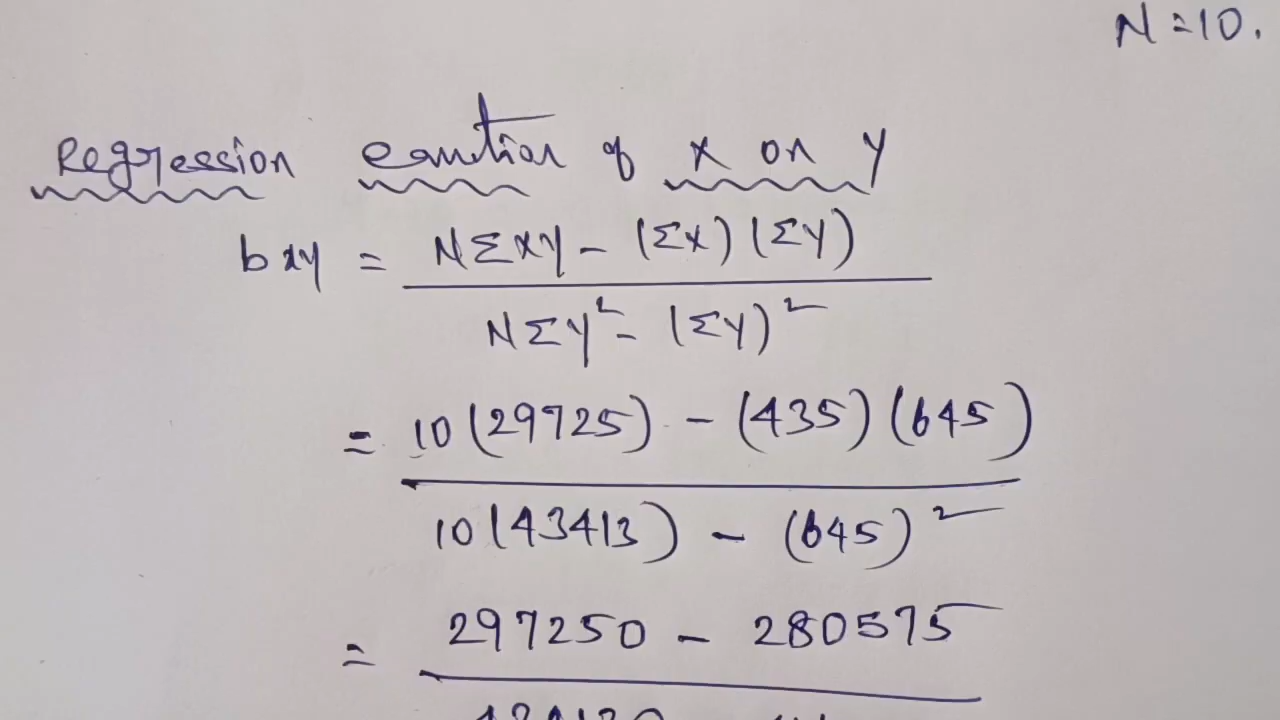 N = 10.
Regression eauction of x on y
bxy = NΣXY - (ΣX) (ΣY)
NΣY² - (ΣY)²
= 10 (29725) - (435) (645)
10 (43413) - (645)²
= 297250 - 280575